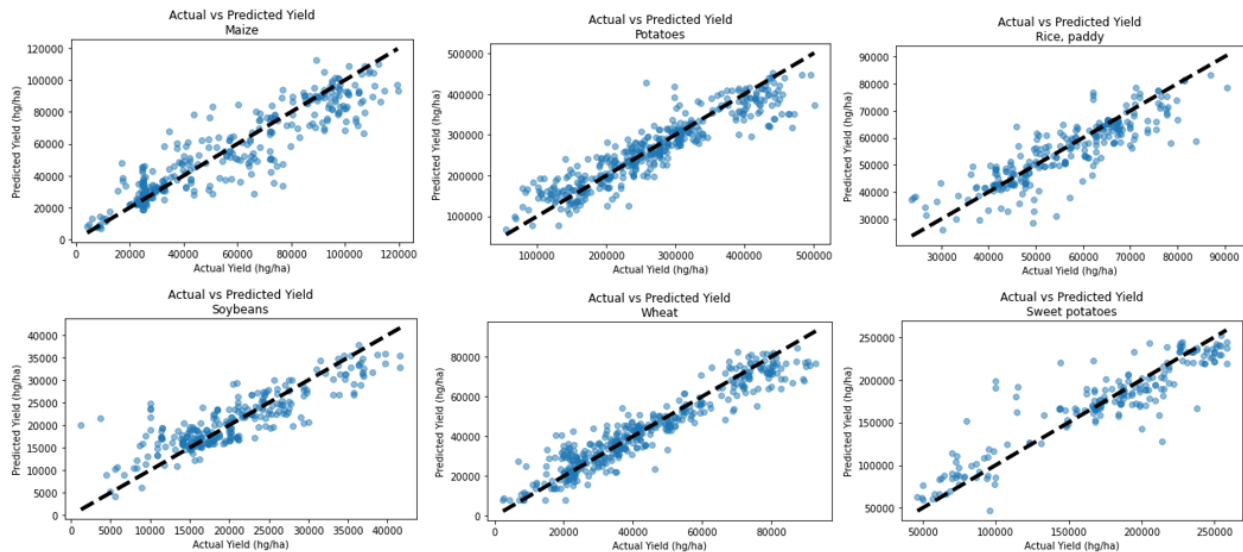 Actual vs Predicted Yield
Maize
120000
100000
80000
60000
40000
20000
0
Predicted Yield (hg/ha)
0 20000 40000 60000 80000 100000 120000
Actual Yield (hg/ha)
Actual vs Predicted Yield
Potatoes
500000
400000
300000
200000
100000
Predicted Yield (hg/ha)
100000 200000 300000 400000 500000
Actual Yield (hg/ha)
Actual vs Predicted Yield
Rice, paddy
90000
80000
70000
60000
50000
40000
30000
Predicted Yield (hg/ha)
30000 40000 50000 60000 70000 80000 90000
Actual Yield (hg/ha)
Actual vs Predicted Yield
Soybeans
40000
35000
30000
25000
20000
15000
10000
5000
0
Predicted Yield (hg/ha)
0 5000 10000 15000 20000 25000 30000 35000 40000
Actual Yield (hg/ha)
Actual vs Predicted Yield
Wheat
80000
60000
40000
20000
0
Predicted Yield (hg/ha)
0 20000 40000 60000 80000
Actual Yield (hg/ha)
Actual vs Predicted Yield
Sweet potatoes
250000
200000
150000
100000
50000
Predicted Yield (hg/ha)
50000 100000 150000 200000 250000
Actual Yield (hg/ha)